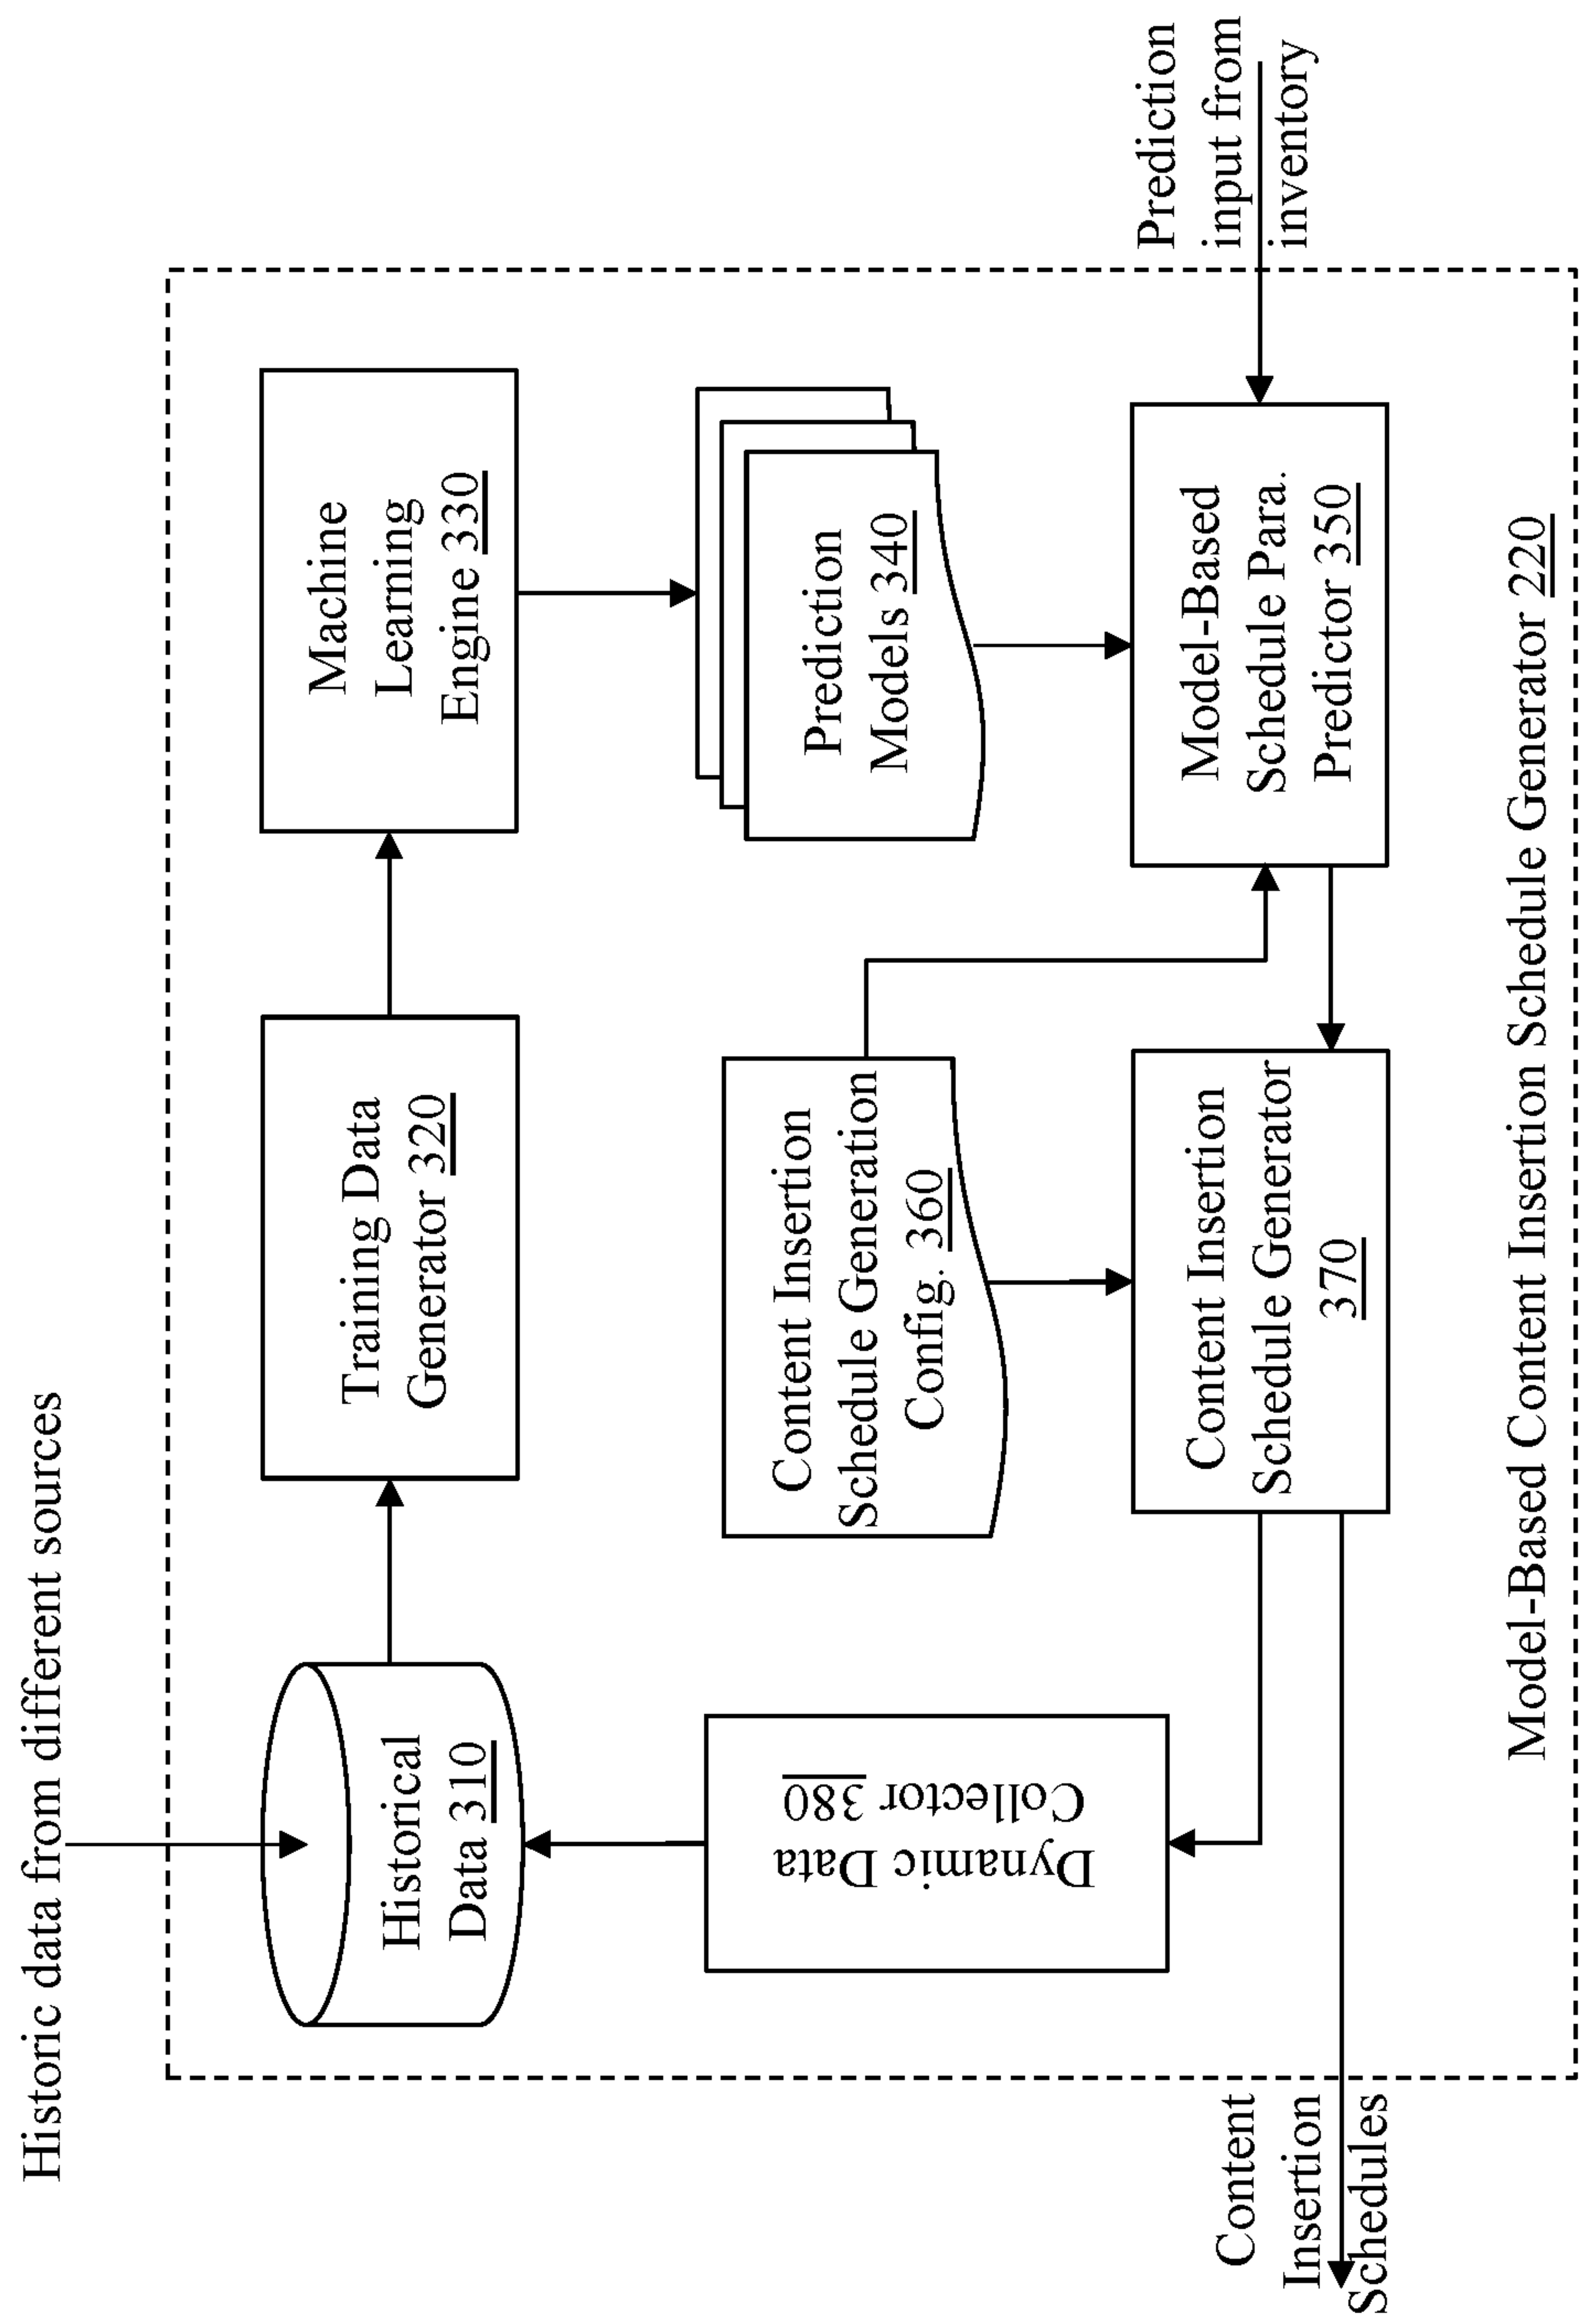 Historic data from different sources
Historical
Data 310
Training Data
Generator 320
Machine
Learning
Engine 330
Dynamic Data
Collector 380
Content Insertion
Schedule Generation
Config. 360
Prediction
Models 340
Content Insertion
Schedule Generator
370
Model-Based
Schedule Para.
Predictor 350
Prediction
input from
inventory
Content
Insertion
Schedules
Model-Based Content Insertion Schedule Generator 220